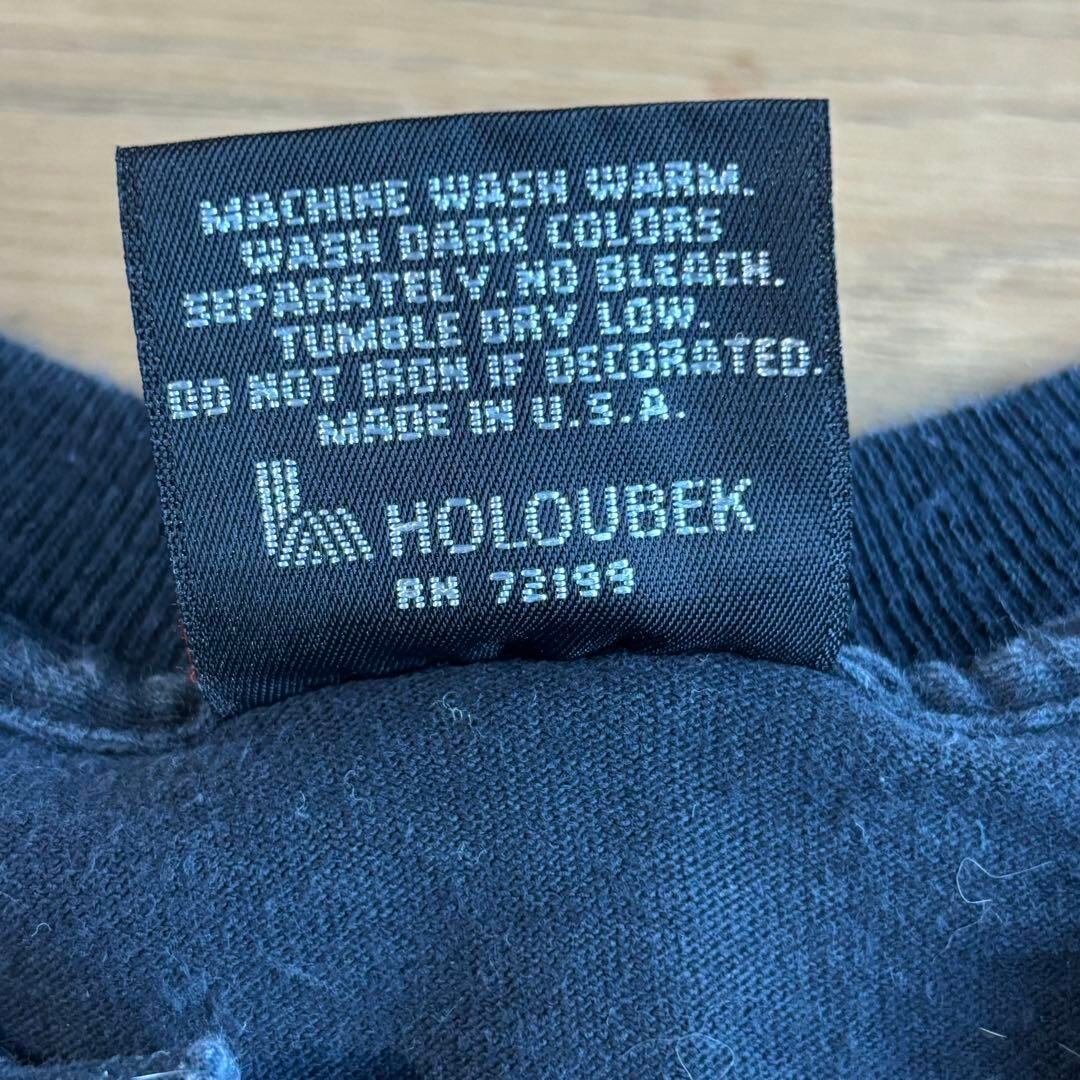 MACHINE WASH WARM.
WASH DARK COLORS
SEPARATELY. NO BLEACH.
TUMBLE DRY LOW.
DO NOT IRON IF DECORATED.
MADE IN U.S.A.
HOLOUBEK
RN 72199